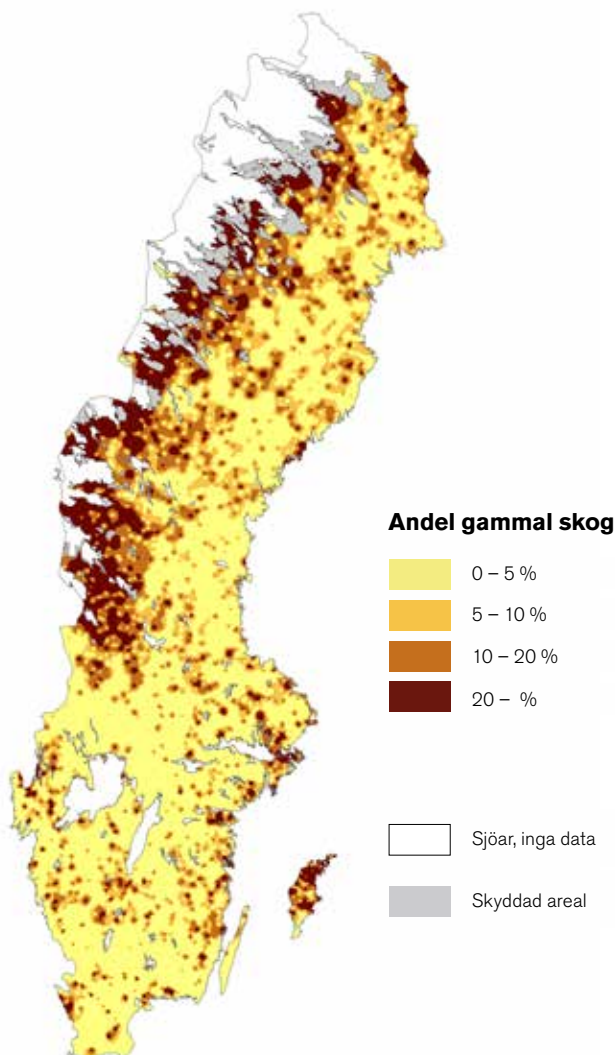 Andel gammal skog
0 – 5 %
5 – 10 %
10 – 20 %
20 – %
Sjöar, inga data
Skyddad areal